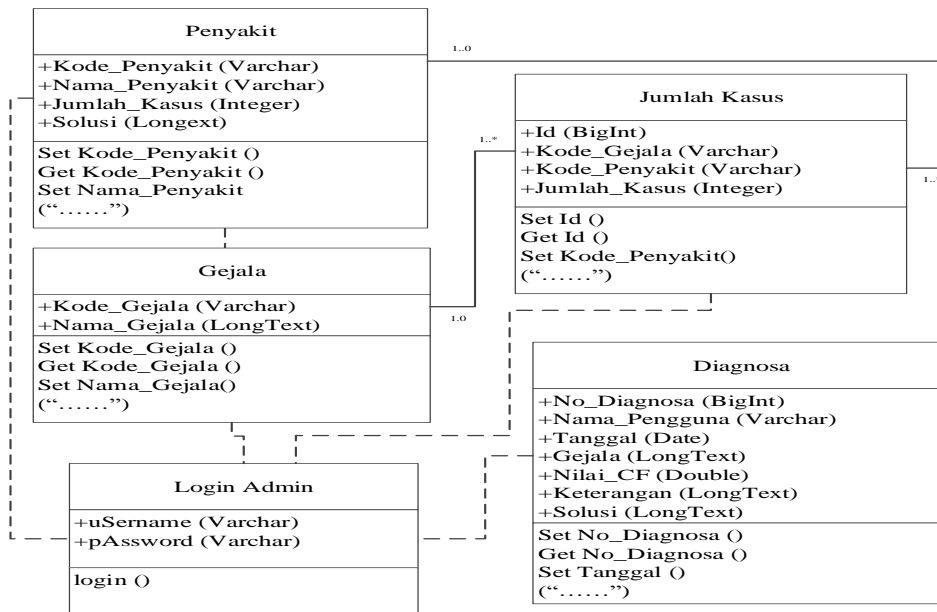 Penyakit
+Kode_Penyakit (Varchar)
+Nama_Penyakit (Varchar)
+Jumlah_Kasus (Integer)
+Solusi (Longext)
Set Kode_Penyakit ()
Get Kode_Penyakit ()
Set Nama_Penyakit
(“......”)
1..0
Jumlah Kasus
+Id (BigInt)
+Kode_Gejala (Varchar)
+Kode_Penyakit (Varchar)
+Jumlah_Kasus (Integer)
Set Id ()
Get Id ()
Set Kode_Penyakit()
(“......”)
1..*
1..*
Gejala
+Kode_Gejala (Varchar)
+Nama_Gejala (LongText)
Set Kode_Gejala ()
Get Kode_Gejala ()
Set Nama_Gejala()
(“......”)
1.0
Diagnosa
+No_Diagnosa (BigInt)
+Nama_Pengguna (Varchar)
+Tanggal (Date)
+Gejala (LongText)
+Nilai_CF (Double)
+Keterangan (LongText)
+Solusi (LongText)
Set No_Diagnosa ()
Get No_Diagnosa ()
Set Tanggal ()
(“......”)
Login Admin
+uSername (Varchar)
+pAssword (Varchar)
login ()